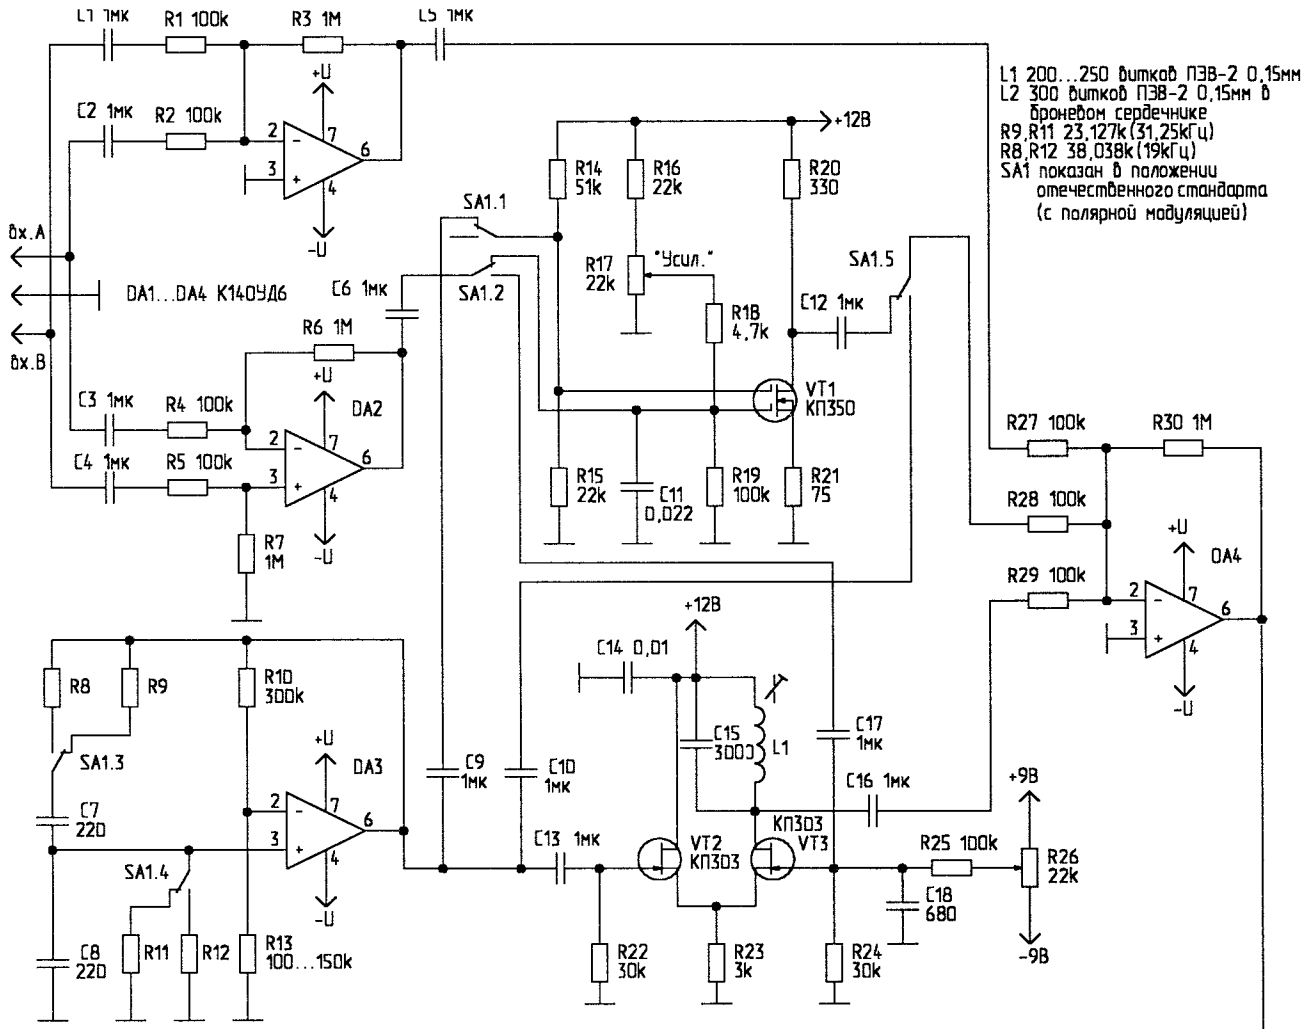 C1 1мк
R1 100k
R3 1M
C5 1мк
+U
C2 1мк
R2 100k
2
3
7
6
4
-U
L1 200...250 витков ПЭВ-2 0,15мм
L2 300 витков ПЭВ-2 0,15мм в
броневом сердечнике
R9,R11 23,127k(31,25кГц)
R8,R12 38,038k(19кГц)
SA1 показан в положении
отечественного стандарта
(с полярной модуляцией)
+12В
R14
51k
R16
22k
R20
330
SA1.1
SA1.2
вх.A
вх.B
DA1...DA4 К140УД6
C6 1мк
R6 1M
R17
22k
"Усил."
R18
4,7k
C12 1мк
SA1.5
VT1
КП350
C3 1мк
R4 100k
+U
DA2
C4 1мк
R5 100k
2
3
7
6
4
-U
R7
1M
R15
22k
C11
0,022
R19
100k
R21
75
R27 100k
R30 1M
R28 100k
R29 100k
+U
DA4
2
3
7
6
4
-U
R8
R9
R10
300k
SA1.3
C7
220
+U
DA3
2
3
7
6
4
-U
SA1.4
C8
220
R11
R12
R13
100...150k
C9
1мк
C10
1мк
C13 1мк
+12В
C14 0,01
C15
3000
L1
C17
1мк
C16 1мк
VT2
КП303
КП303
VT3
R25 100k
+9В
R26
22k
-9В
C18
680
R22
30k
R23
3k
R24
30k